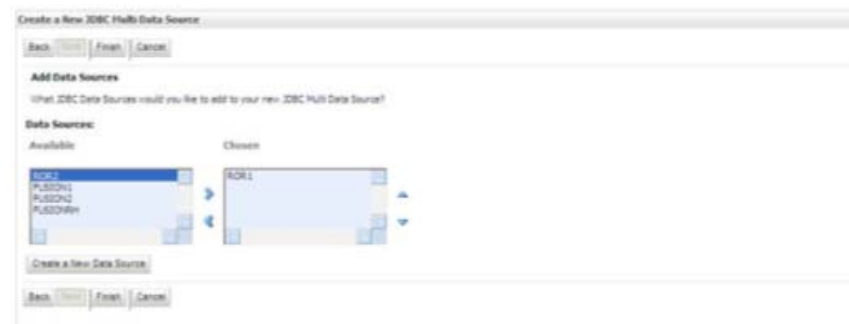 Create a New JDBC Multi Data Source
Back Next Finish Cancel
Add Data Sources
What JDBC Data Sources would you like to add to your new JDBC Multi Data Source?
Data Sources:
Available Chosen
ROR2 ROR1
FUSION1
FUSION2
FUSIONRH
Create a New Data Source
Back Next Finish Cancel